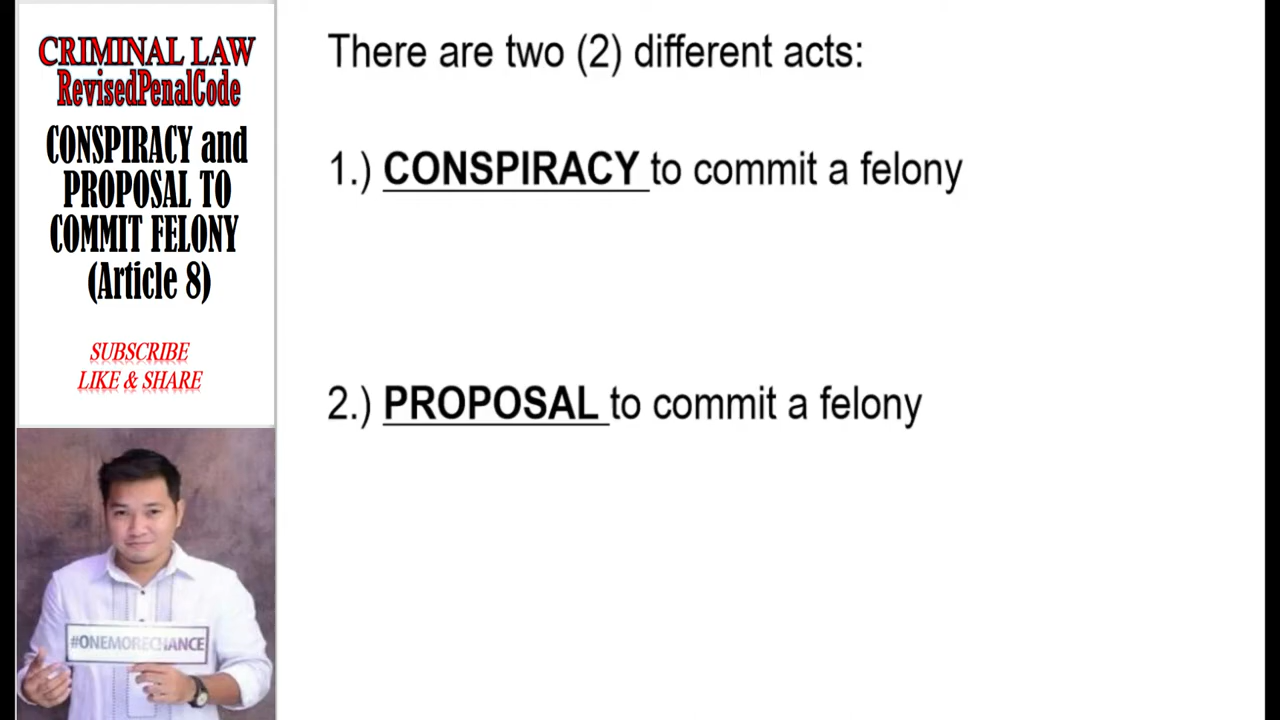 CRIMINAL LAW
RevisedPenalCode
CONSPIRACY and
PROPOSAL TO
COMMIT FELONY
(Article 8)
SUBSCRIBE
LIKE & SHARE
#ONEMORECHANCE
There are two (2) different acts:
1.) CONSPIRACY to commit a felony
2.) PROPOSAL to commit a felony